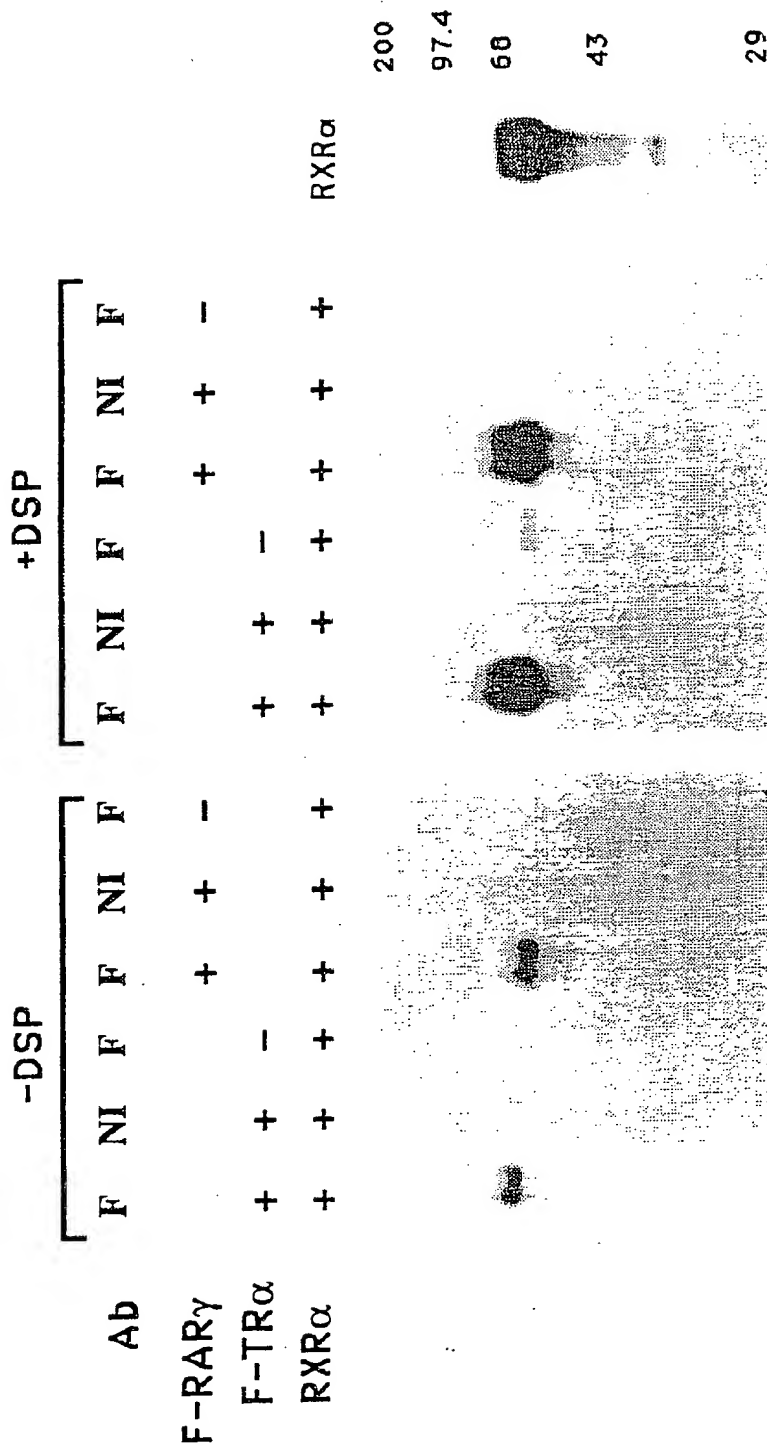 -DSP +DSP
Ab F NI F F NI F F NI F F NI F
F-RARγ + + - + + -
F-TRα + + - + + -
RXRα + + + + + + + + + + + + RXRα
200
97.4
68
43
29